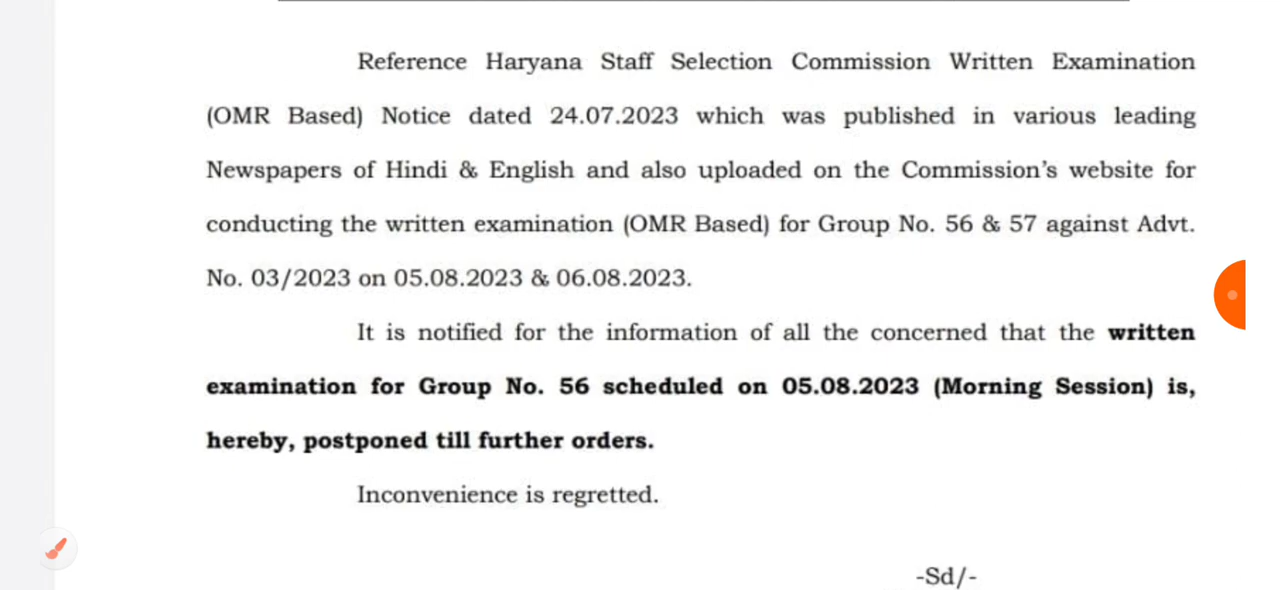 Reference Haryana Staff Selection Commission Written Examination
(OMR Based) Notice dated 24.07.2023 which was published in various leading
Newspapers of Hindi & English and also uploaded on the Commission's website for
conducting the written examination (OMR Based) for Group No. 56 & 57 against Advt.
No. 03/2023 on 05.08.2023 & 06.08.2023.
It is notified for the information of all the concerned that the written
examination for Group No. 56 scheduled on 05.08.2023 (Morning Session) is,
hereby, postponed till further orders.
Inconvenience is regretted.
-Sd/-